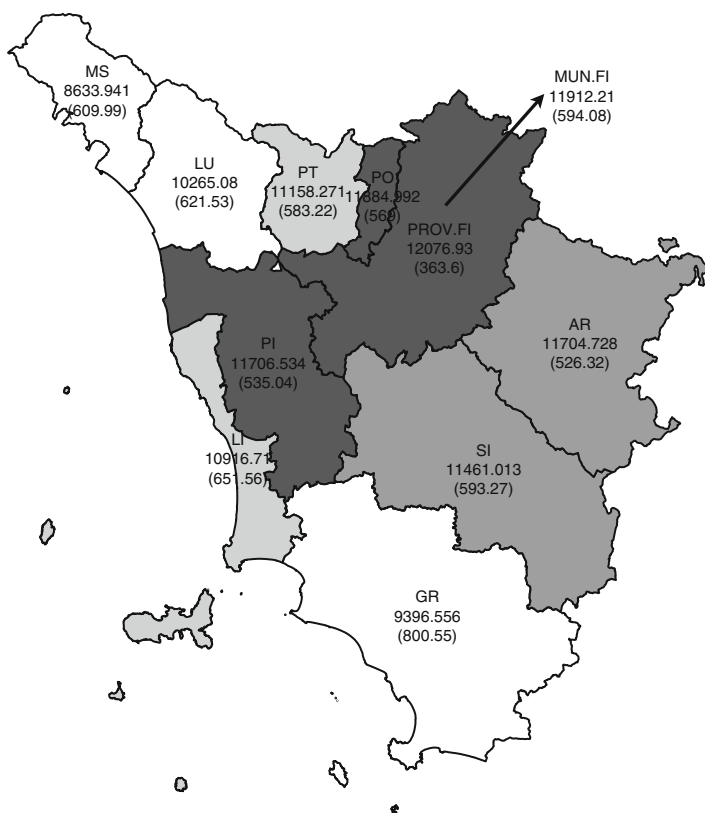 MS
8633.941
(609.99)
MUN.FI
11912.21
(594.08)
LU
10265.08
(621.53)
PT
11158.271
(583.22)
PO
11884.992
(569)
PROV.FI
12076.93
(363.6)
AR
11704.728
(526.32)
PI
11706.534
(535.04)
LI
10916.71
(651.56)
SI
11461.013
(593.27)
GR
9396.556
(800.55)